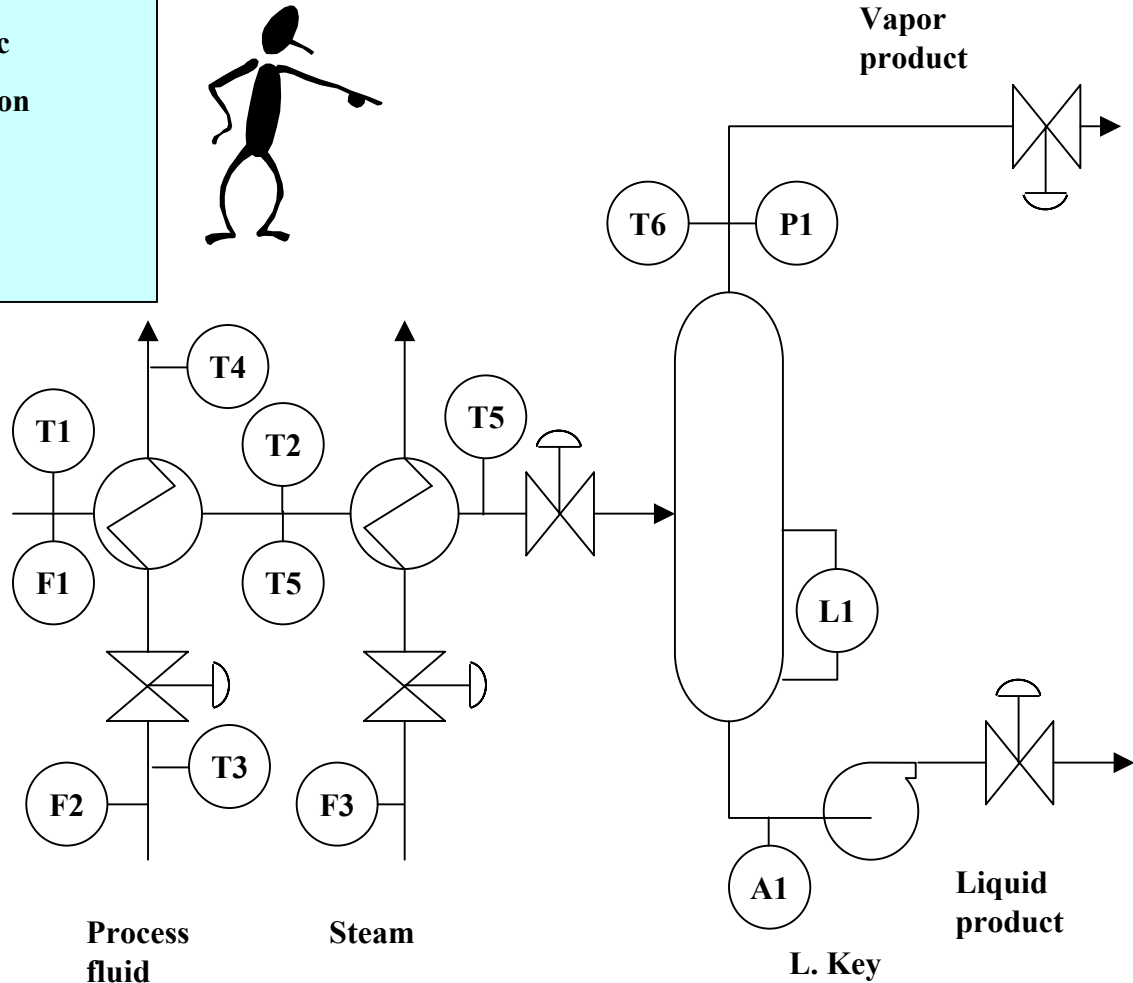 Vapor
product
T6
P1
T4
T1
T2
T5
F1
T5
L1
T3
F2
F3
A1
Liquid
product
Process
fluid
Steam
L. Key